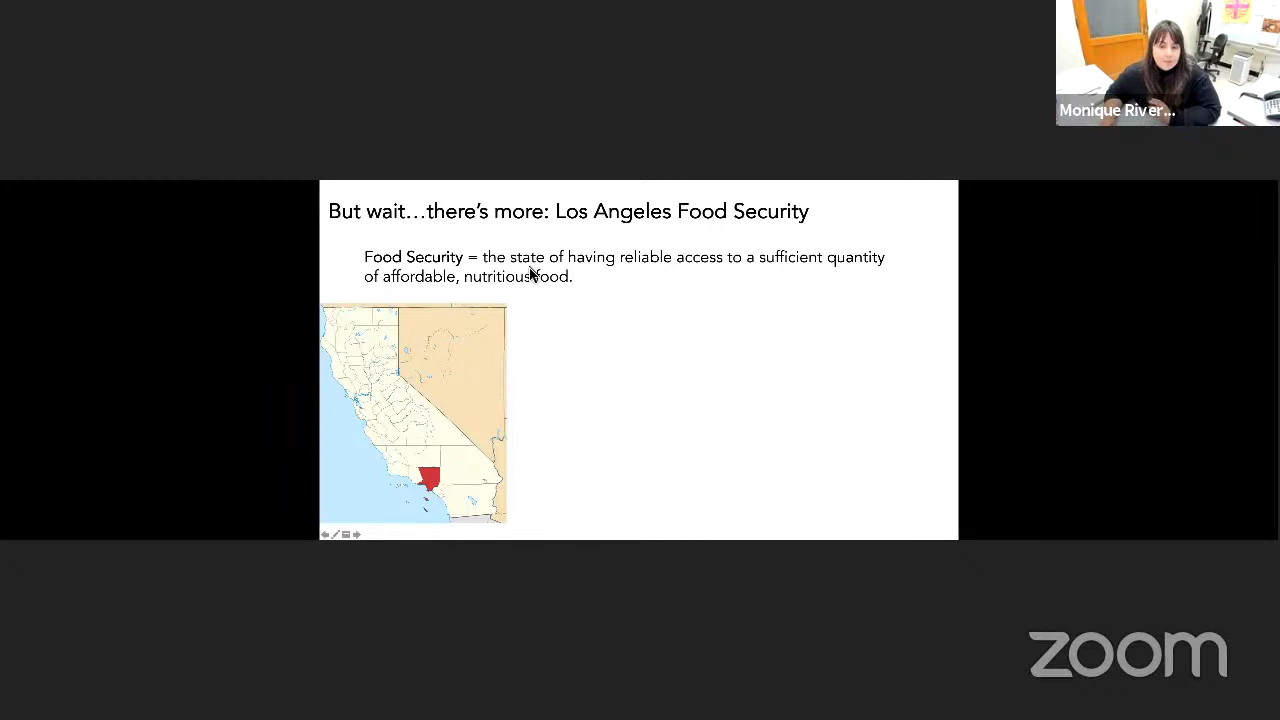 Monique River...
But wait...there's more: Los Angeles Food Security
Food Security = the state of having reliable access to a sufficient quantity
of affordable, nutritious food.
zoom